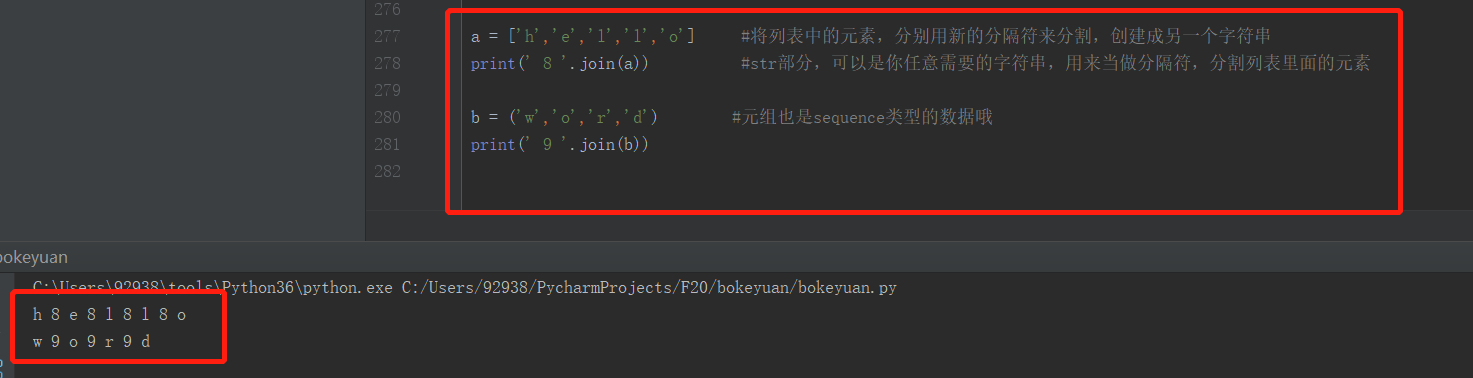 276
277 a = ['h','e','l','l','o'] #将列表中的元素，分别用新的分隔符来分割，创建成另一个字符串
278 print(' 8 '.join(a)) #str部分，可以是你任意需要的字符串，用来当做分隔符，分割列表里面的元素
279
280 b = ('w','o','r','d') #元组也是sequence类型的数据哦
281 print(' 9 '.join(b))
282
bokeyuan
C:\Users\92938\tools\Python36\python.exe C:/Users/92938/PycharmProjects/F20/bokeyuan/bokeyuan.py
h 8 e 8 l 8 l 8 o
w 9 o 9 r 9 d